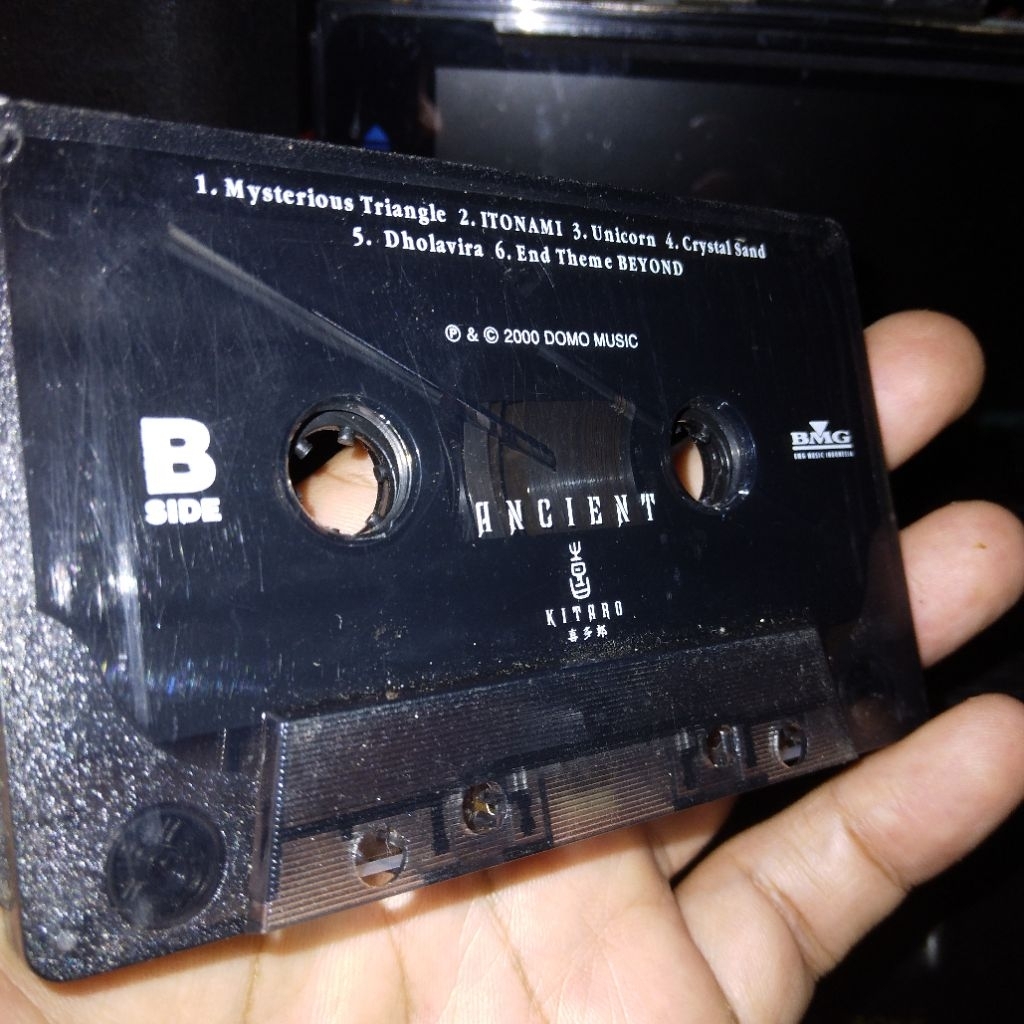 1. Mysterious Triangle 2. ITONAMI 3. Unicorn 4. Crystal Sand
5. Dholavira 6. End Theme BEYOND
℗ & © 2000 DOMO MUSIC
B
SIDE
BMG
BMG MUSIC INDONESIA
ANCIENT
KITARO
喜多郎